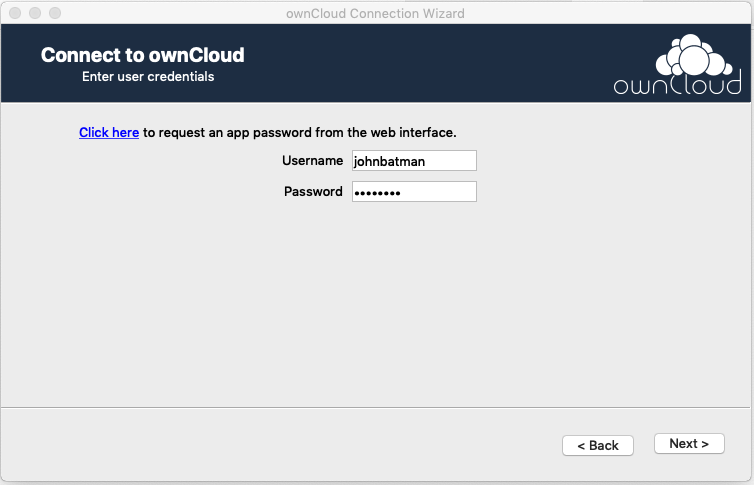 ownCloud Connection Wizard
Connect to ownCloud
Enter user credentials
ownCloud
Click here to request an app password from the web interface.
Username johnbatman
Password ••••••••
< Back Next >